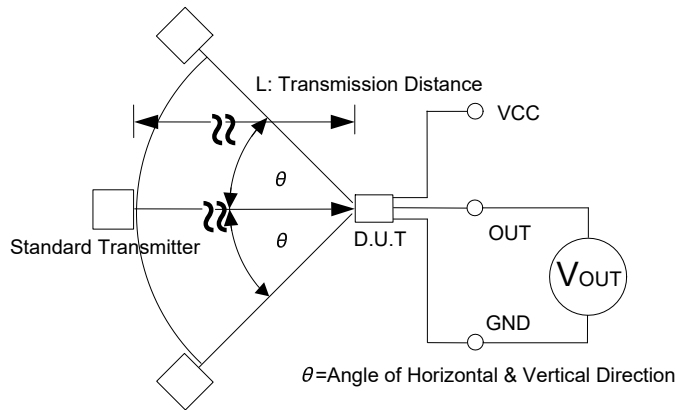 L: Transmission Distance
VCC
θ
Standard Transmitter
D.U.T
OUT
θ
VOUT
GND
θ=Angle of Horizontal & Vertical Direction